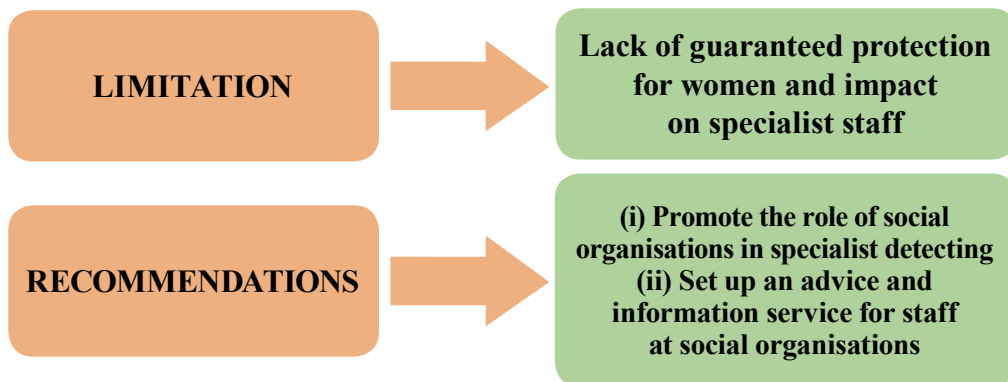 LIMITATION
Lack of guaranteed protection
for women and impact
on specialist staff
RECOMMENDATIONS
(i) Promote the role of social
organisations in specialist detecting
(ii) Set up an advice and
information service for staff
at social organisations